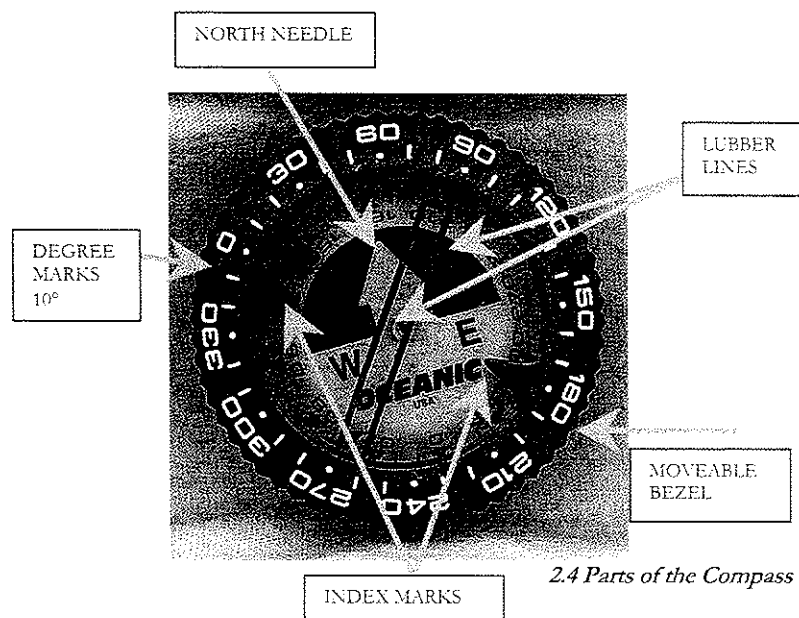 NORTH NEEDLE
LUBBER
LINES
DEGREE
MARKS
10°
0
30
60
90
120
150
180
210
240
270
300
330
W
E
OCEANIC
USA
MOVEABLE
BEZEL
INDEX MARKS
2.4 Parts of the Compass